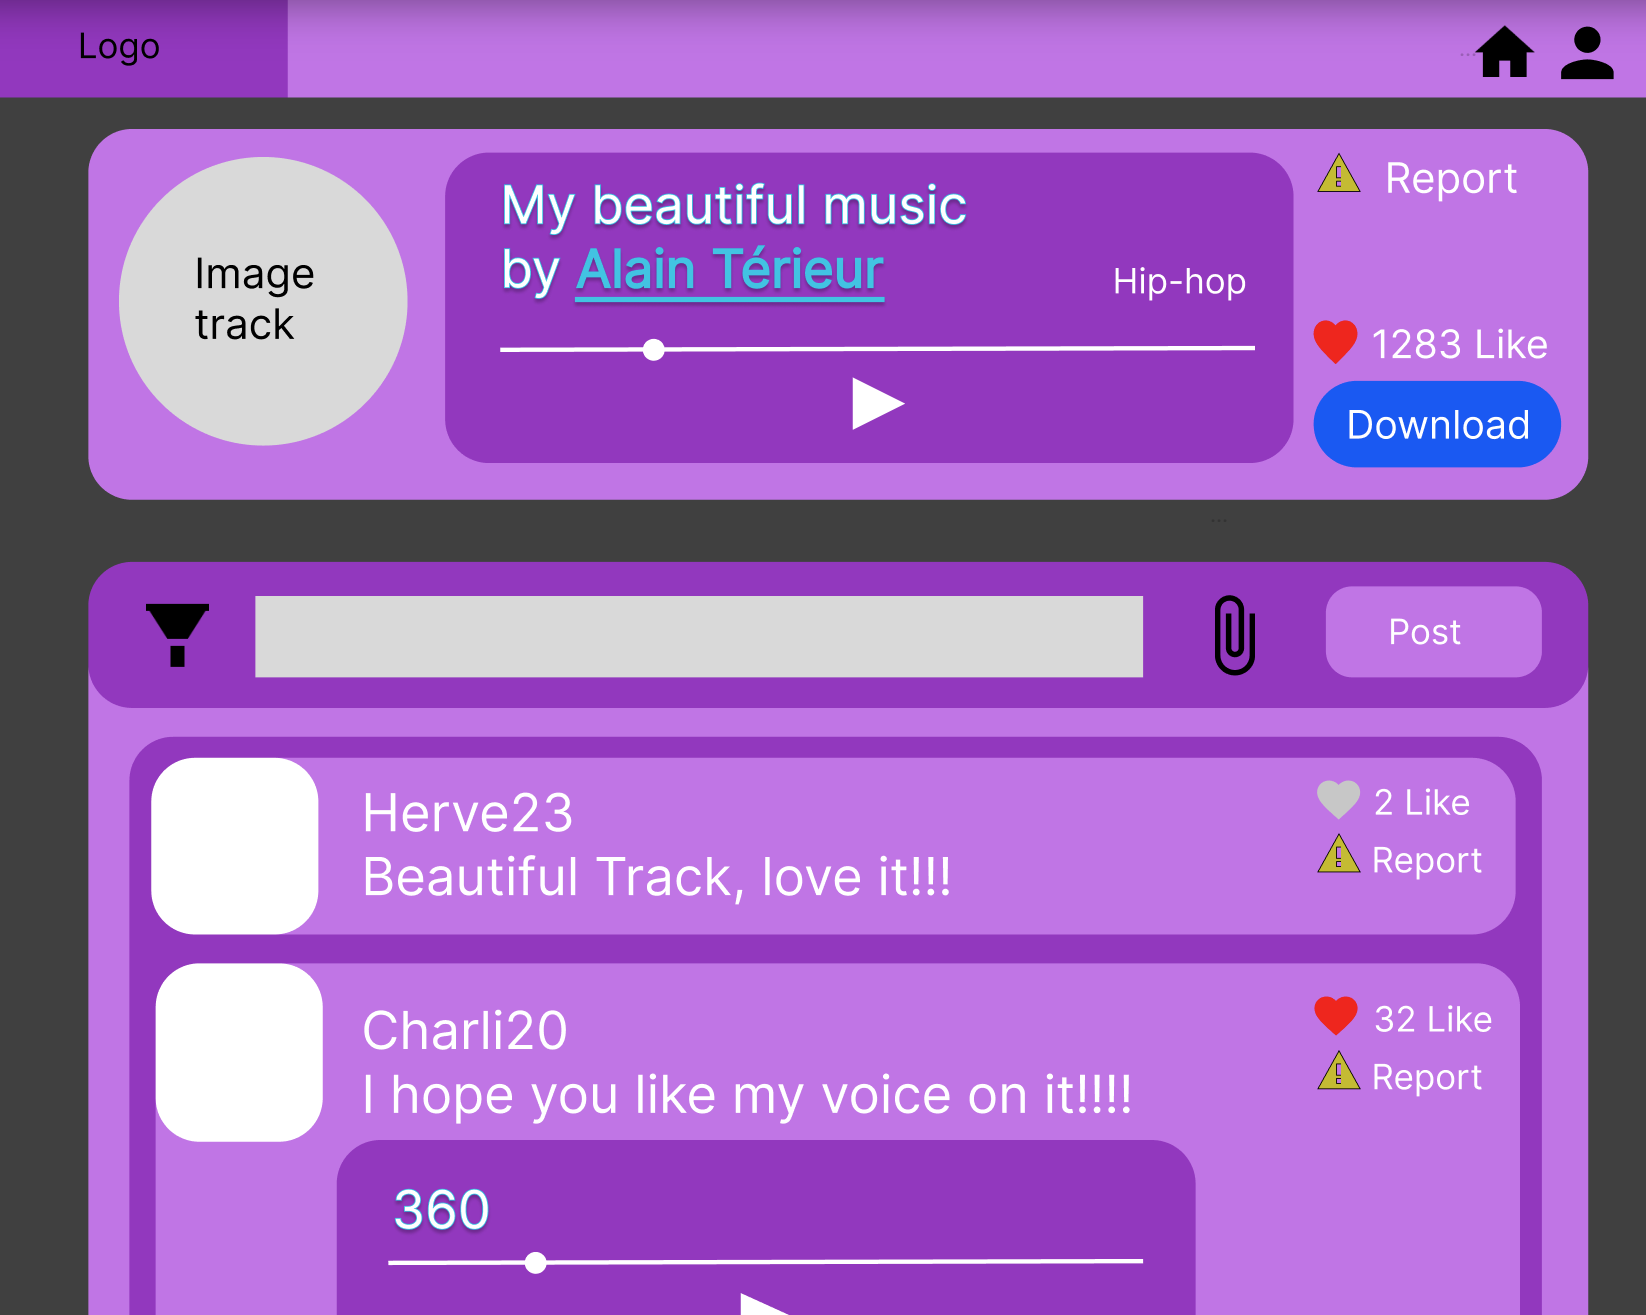 Logo
Image
track
My beautiful music
by Alain Térieur
Hip-hop
Report
1283 Like
Download
Post
Herve23
Beautiful Track, love it!!!
2 Like
Report
Charli20
I hope you like my voice on it!!!!
32 Like
Report
360